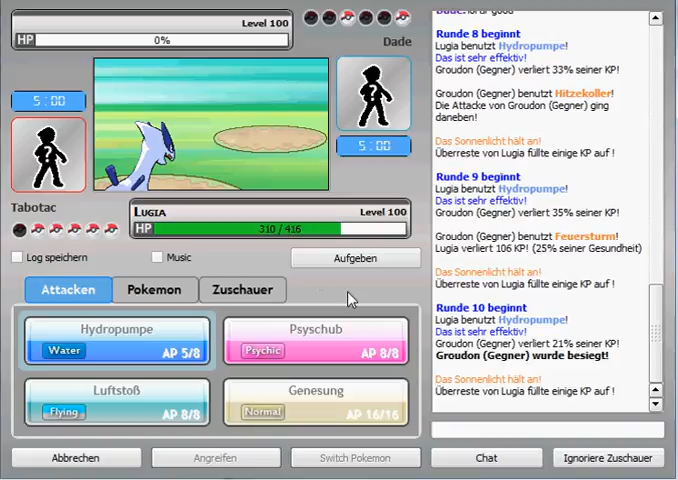 Level 100
HP 0%
Dade
5:00
5:00
Tabotac
LUGIA Level 100
HP 310 / 416
Log speichern
Music
Aufgeben
Attacken
Pokemon
Zuschauer
Hydropumpe
Water AP 5/8
Psyschub
Psychic AP 8/8
Luftstoß
Flying AP 8/8
Genesung
Normal AP 16/16
Abbrechen
Angreifen
Switch Pokemon
Chat
Ignoriere Zuschauer
Runde 8 beginnt
Lugia benutzt Hydropumpe!
Das ist sehr effektiv!
Groudon (Gegner) verliert 33% seiner KP!
Groudon (Gegner) benutzt Hitzekoller!
Die Attacke von Groudon (Gegner) ging
daneben!
Das Sonnenlicht hält an!
Überreste von Lugia füllte einige KP auf !
Runde 9 beginnt
Lugia benutzt Hydropumpe!
Das ist sehr effektiv!
Groudon (Gegner) verliert 35% seiner KP!
Groudon (Gegner) benutzt Feuersturm!
Lugia verliert 106 KP! (25% seiner Gesundheit)
Das Sonnenlicht hält an!
Überreste von Lugia füllte einige KP auf !
Runde 10 beginnt
Lugia benutzt Hydropumpe!
Das ist sehr effektiv!
Groudon (Gegner) verliert 21% seiner KP!
Groudon (Gegner) wurde besiegt!
Das Sonnenlicht hält an!
Überreste von Lugia füllte einige KP auf !